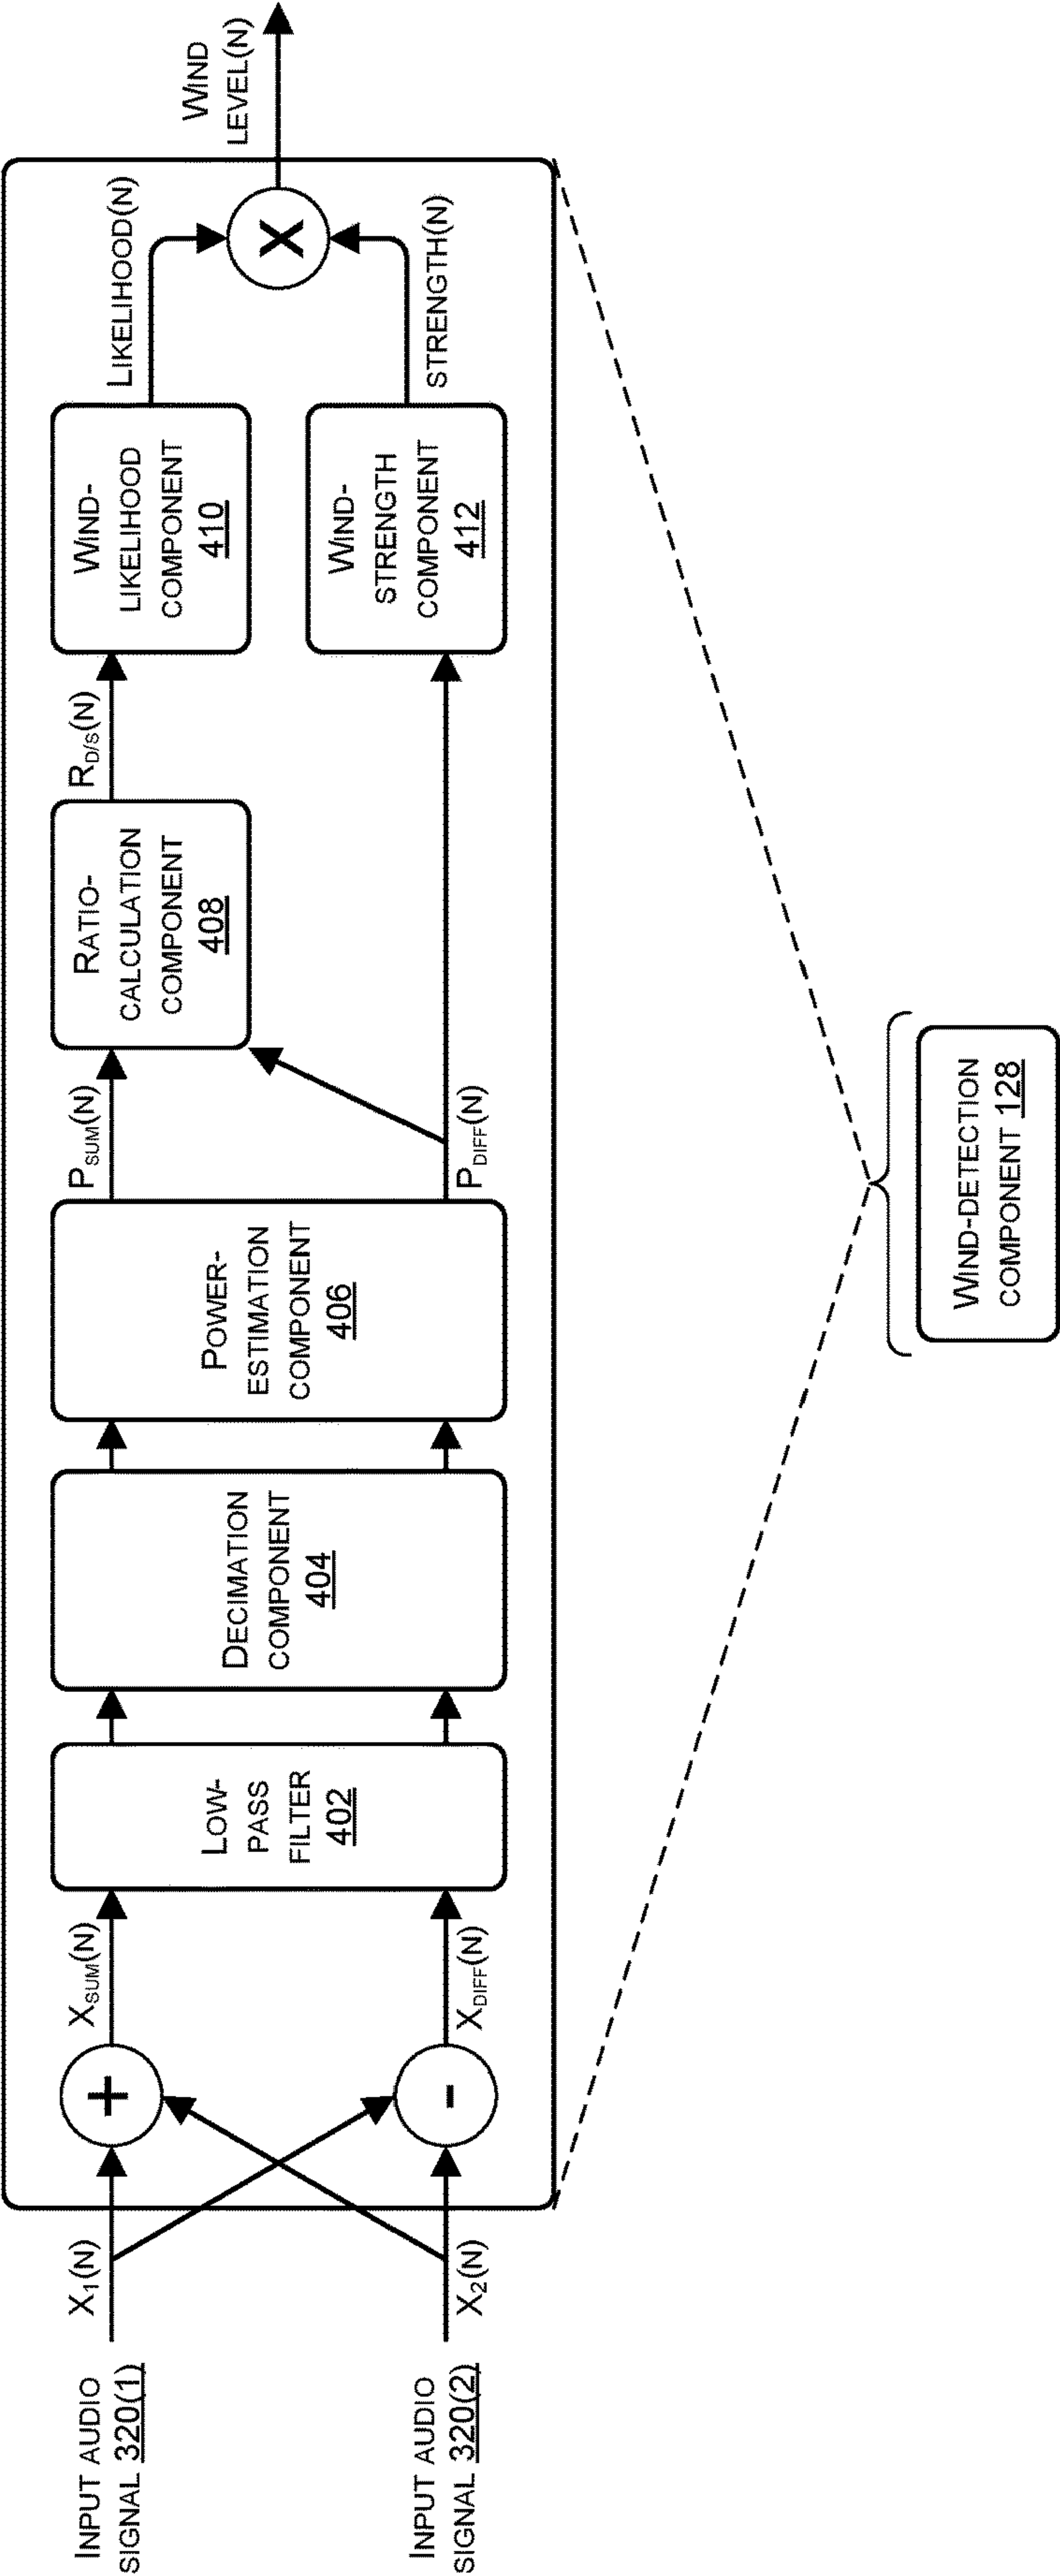 INPUT AUDIO
SIGNAL 320(1)
X1(N)
INPUT AUDIO
SIGNAL 320(2)
X2(N)
+
-
XSUM(N)
XDIFF(N)
LOW-
PASS
FILTER
402
DECIMATION
COMPONENT
404
POWER-
ESTIMATION
COMPONENT
406
PSUM(N)
PDIFF(N)
RATIO-
CALCULATION
COMPONENT
408
RD/S(N)
WIND-
LIKELIHOOD
COMPONENT
410
WIND-
STRENGTH
COMPONENT
412
LIKELIHOOD(N)
STRENGTH(N)
X
WIND
LEVEL(N)
WIND-DETECTION
COMPONENT 128